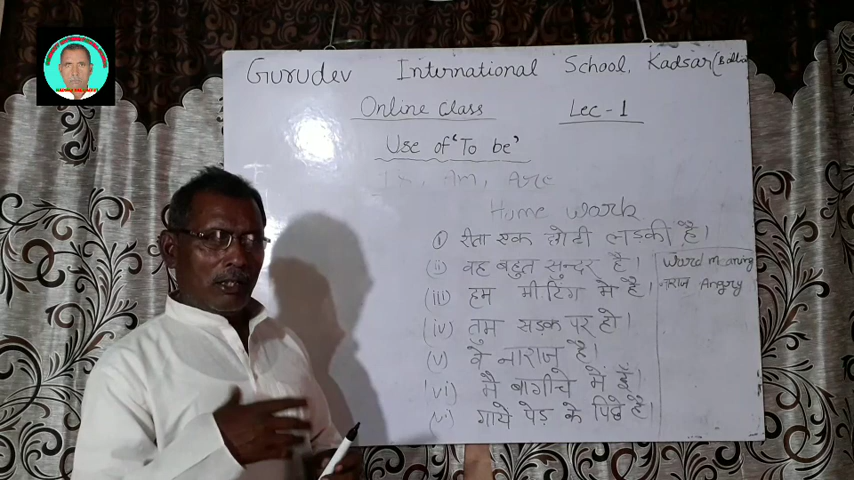 Gurudev International School, Kadsar (Ballia
Online Class Lec - 1
Use of 'To be'
Is, Am, Are
Home work
(i) रीता एक छोटी लड़की है।
(ii) वह बहुत सुन्दर है।
(iii) हम मीटिंग मे है।
(iv) तुम सड़क पर हो।
(v) वे नाराज है।
(vi) मै बागीचे में हूँ।
(vi) गाये पेड़ के पिछे है।
Word meaning
नाराज Angry